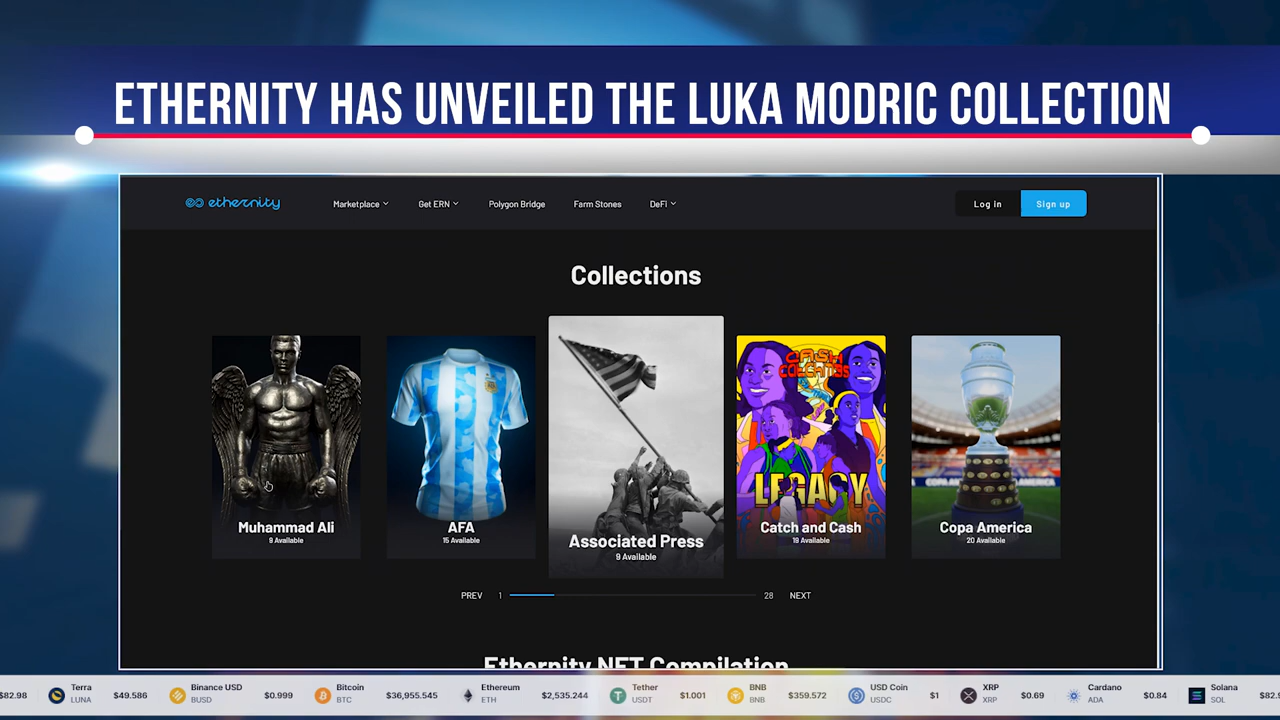 ETHERNITY HAS UNVEILED THE LUKA MODRIC COLLECTION
ethernity
Marketplace
Get ERN
Polygon Bridge
Farm Stones
DeFi
Log in
Sign up
Collections
CASH
CATCHINGS
LEGACY
Muhammad Ali
9 Available
AFA
15 Available
Associated Press
9 Available
Catch and Cash
19 Available
Copa America
20 Available
PREV 1 28 NEXT
Ethernity NFT Compilation
$82.98
Terra
LUNA
$49.586
Binance USD
BUSD
$0.999
Bitcoin
BTC
$36,955.545
Ethereum
ETH
$2,535.244
Tether
USDT
$1.001
BNB
BNB
$359.572
USD Coin
USDC
$1
XRP
XRP
$0.69
Cardano
ADA
$0.84
Solana
SOL